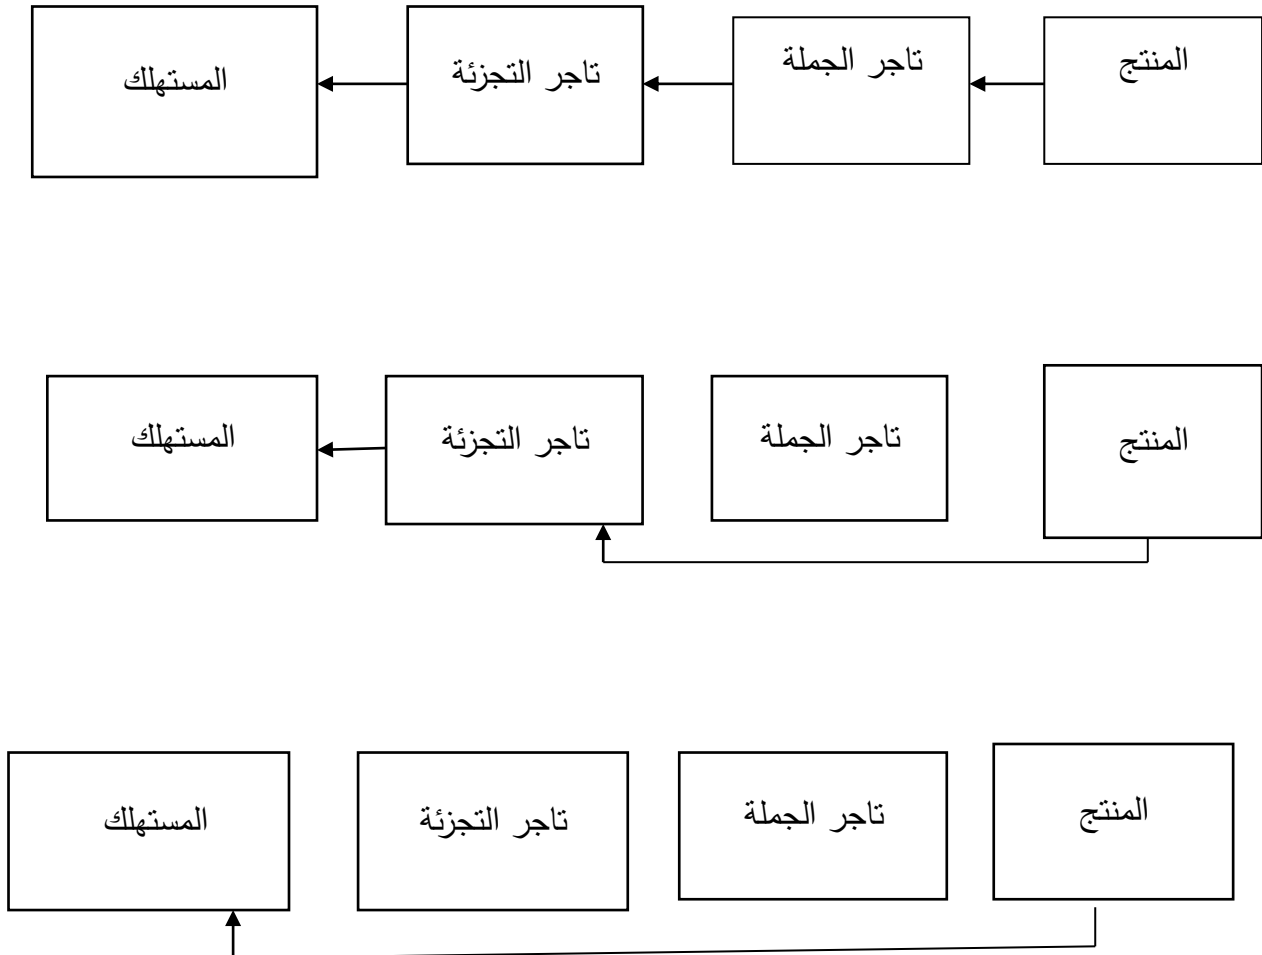 المنتج
تاجر الجملة
تاجر التجزئة
المستهلك
المنتج
تاجر الجملة
تاجر التجزئة
المستهلك
المنتج
تاجر الجملة
تاجر التجزئة
المستهلك